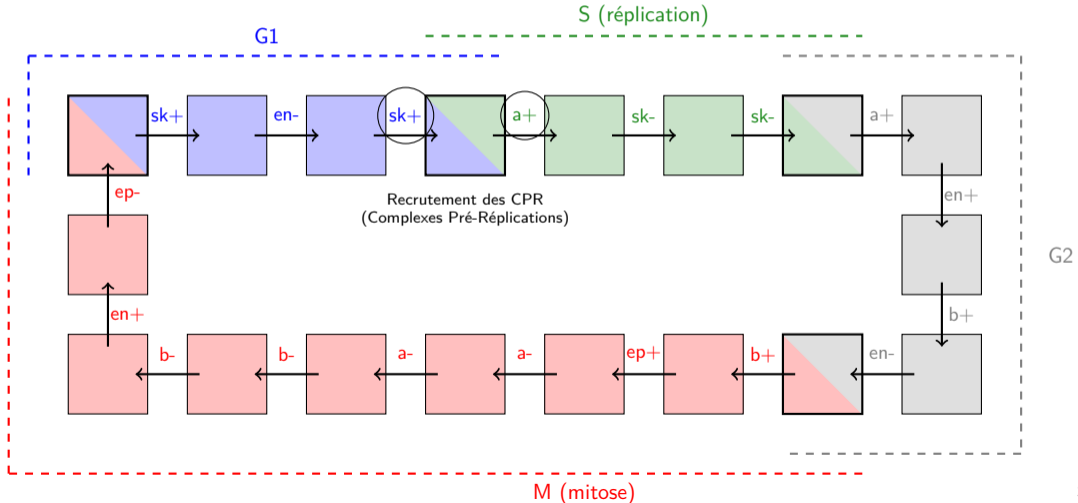 S (réplication)
G1
sk+ en- sk+ a+ sk- sk- a+
ep- en+
Recrutement des CPR
(Complexes Pré-Réplications)
G2
en+ b+
b- b- a- a- ep+ b+ en-
M (mitose)